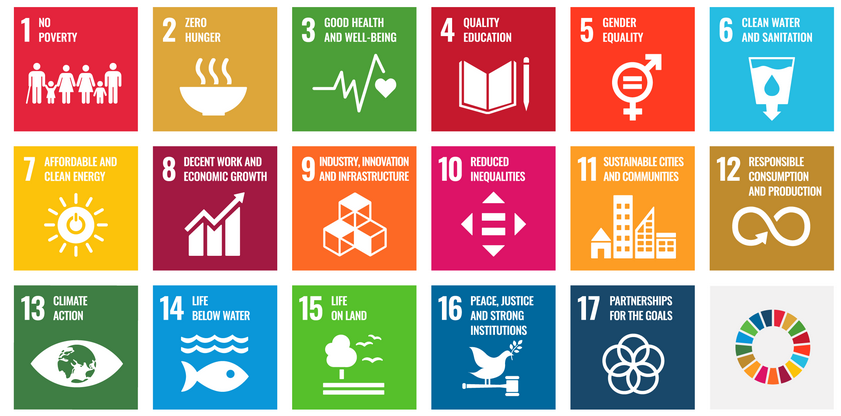 1 NO
POVERTY
2 ZERO
HUNGER
3 GOOD HEALTH
AND WELL-BEING
4 QUALITY
EDUCATION
5 GENDER
EQUALITY
6 CLEAN WATER
AND SANITATION
7 AFFORDABLE AND
CLEAN ENERGY
8 DECENT WORK AND
ECONOMIC GROWTH
9 INDUSTRY, INNOVATION
AND INFRASTRUCTURE
10 REDUCED
INEQUALITIES
11 SUSTAINABLE CITIES
AND COMMUNITIES
12 RESPONSIBLE
CONSUMPTION
AND PRODUCTION
13 CLIMATE
ACTION
14 LIFE
BELOW WATER
15 LIFE
ON LAND
16 PEACE, JUSTICE
AND STRONG
INSTITUTIONS
17 PARTNERSHIPS
FOR THE GOALS